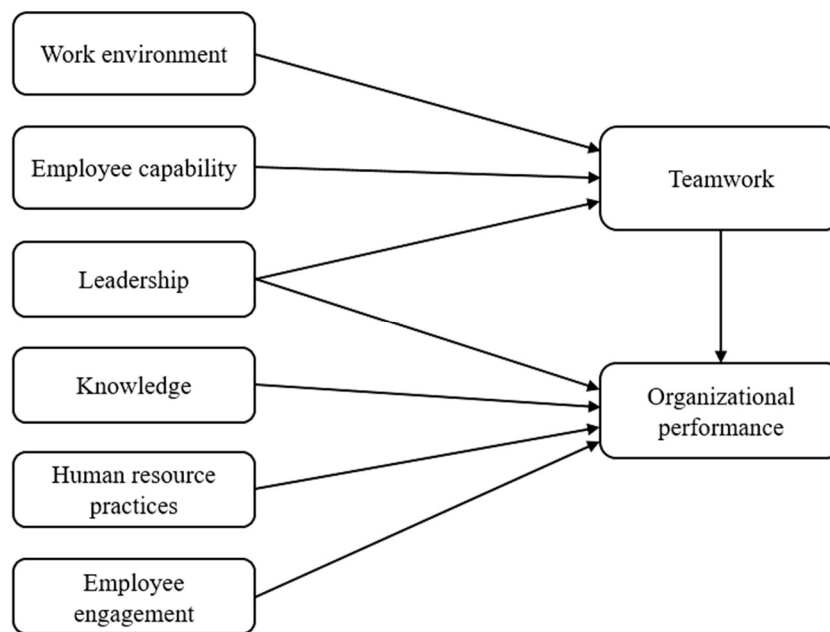 Work environment
Employee capability
Leadership
Knowledge
Human resource
practices
Employee
engagement
Teamwork
Organizational
performance